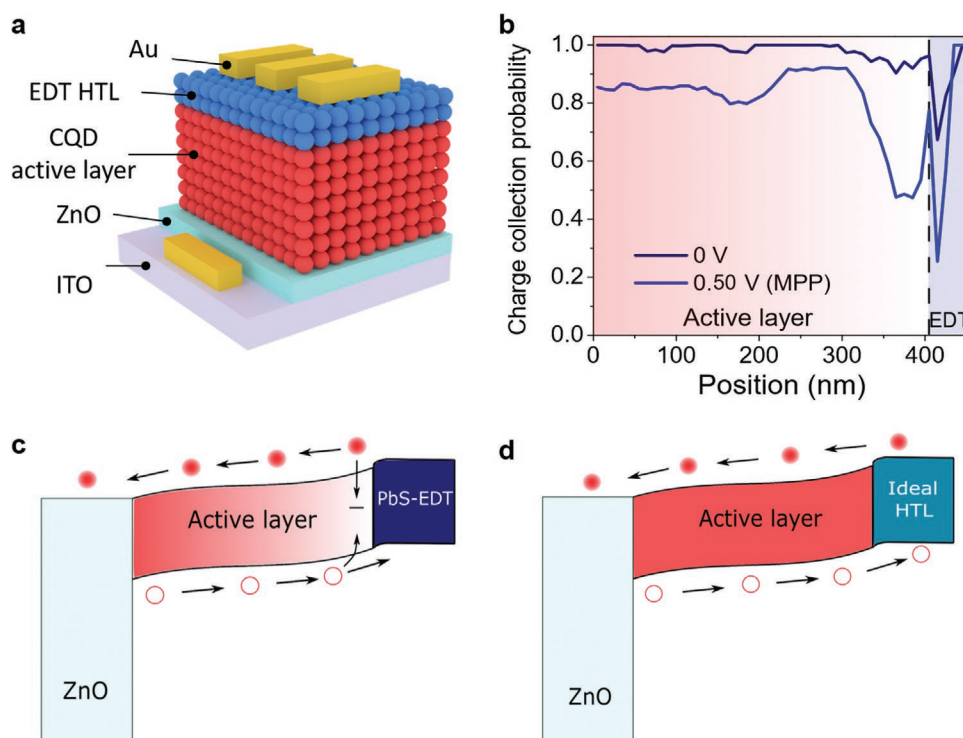 a
Au
EDT HTL
CQD
active layer
ZnO
ITO
b
Charge collection probability
1.0
0.8
0.6
0.4
0.2
0.0
0 V
0.50 V (MPP)
Active layer
EDT
0
100
200
300
400
Position (nm)
c
Active layer
PbS-EDT
ZnO
d
Active layer
Ideal
HTL
ZnO